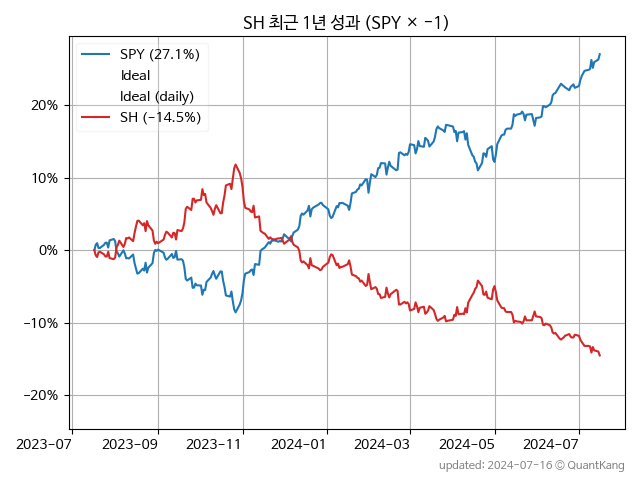 SH 최근 1년 성과 (SPY × −1)
SPY (27.1%)
Ideal
Ideal (daily)
SH (−14.5%)
20%
10%
0%
−10%
−20%
2023−07 2023−09 2023−11 2024−01 2024−03 2024−05 2024−07
updated: 2024−07−16 © QuantKang